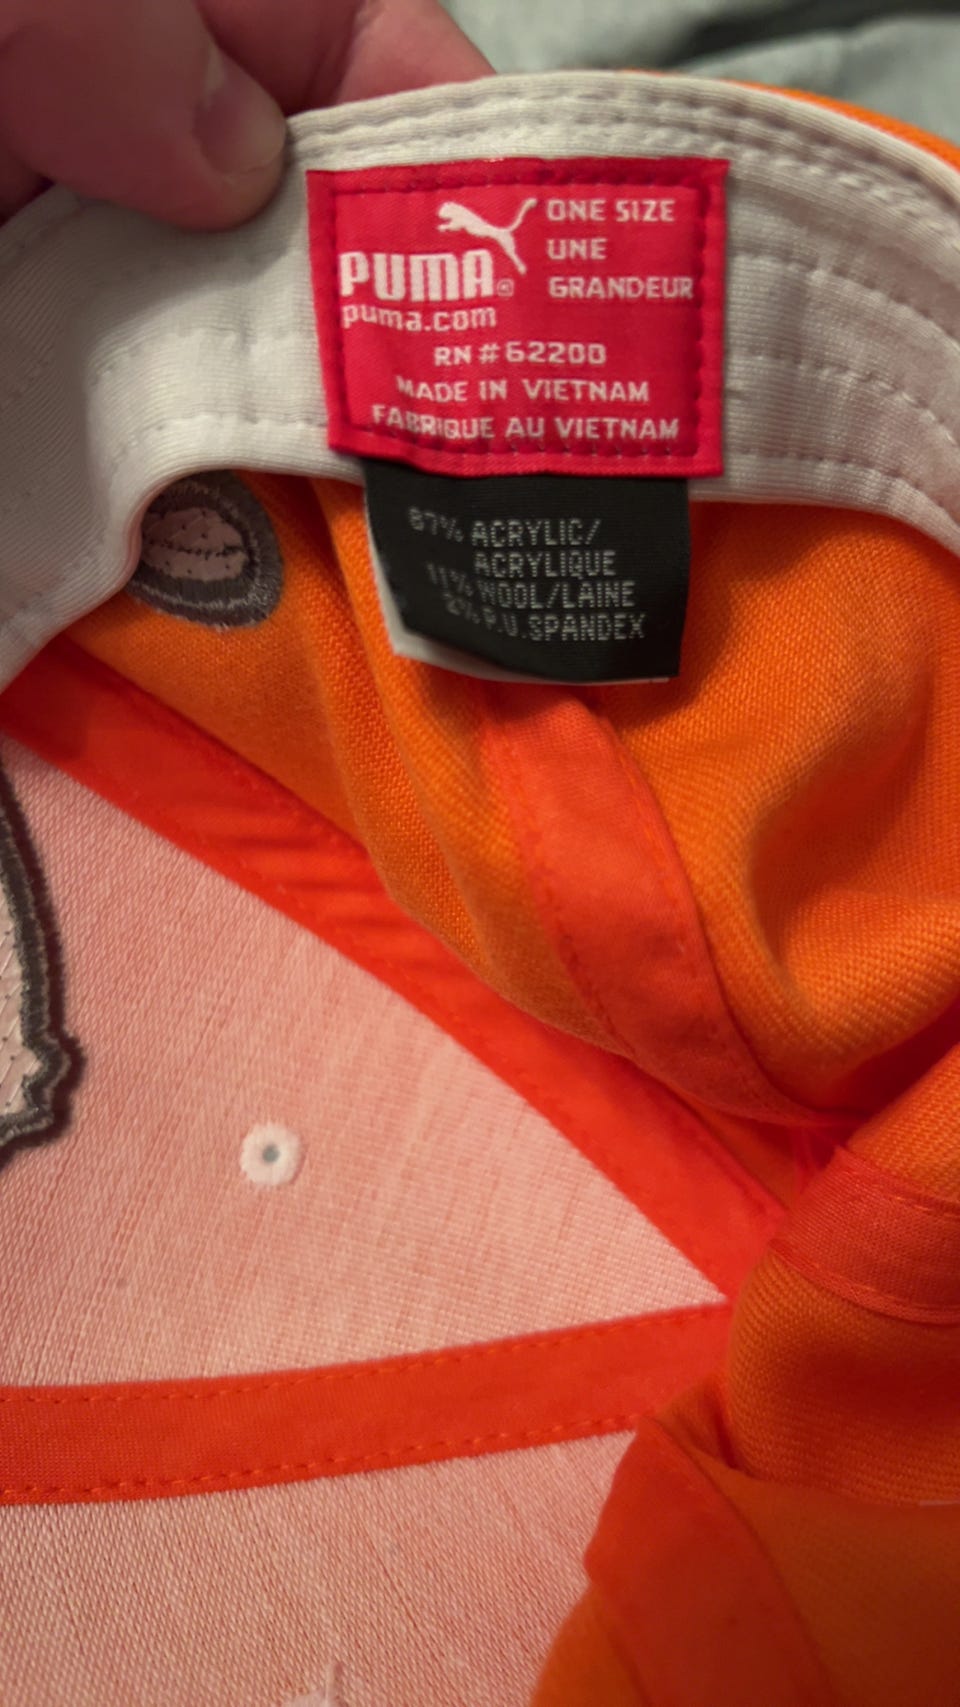 ONE SIZE
UNE
GRANDEUR
PUMA®
puma.com
RN # 62200
MADE IN VIETNAM
FABRIQUE AU VIETNAM
87% ACRYLIC/
ACRYLIQUE
11% WOOL/LAINE
2% P.U. SPANDEX